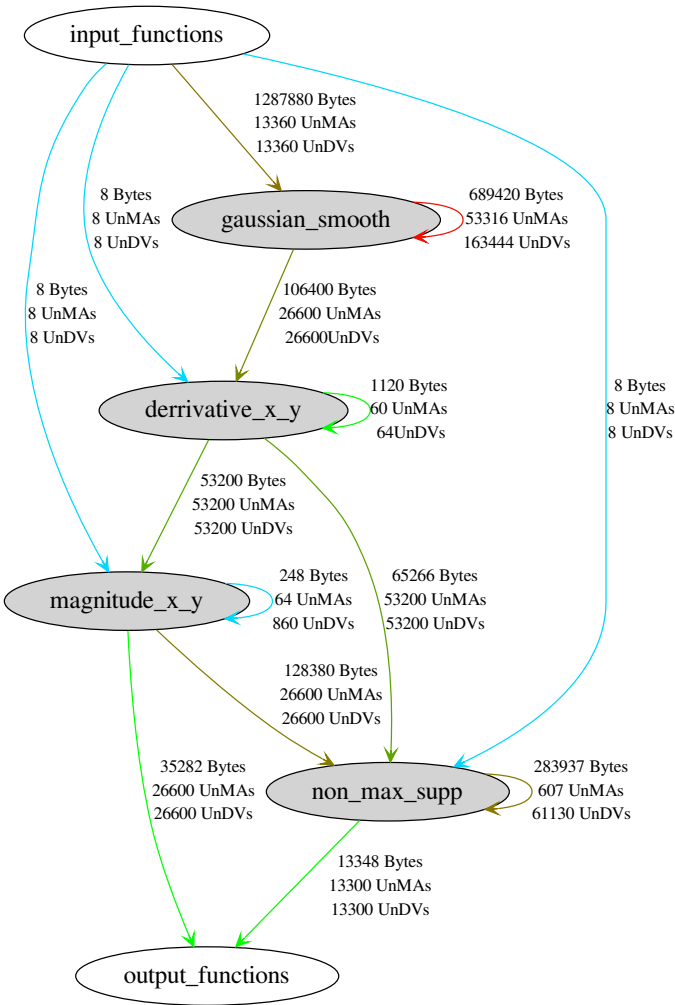 input_functions
1287880 Bytes
13360 UnMAs
13360 UnDVs
8 Bytes
8 UnMAs
8 UnDVs
gaussian_smooth
689420 Bytes
53316 UnMAs
163444 UnDVs
8 Bytes
8 UnMAs
8 UnDVs
106400 Bytes
26600 UnMAs
26600UnDVs
derrivative_x_y
1120 Bytes
60 UnMAs
64UnDVs
8 Bytes
8 UnMAs
8 UnDVs
53200 Bytes
53200 UnMAs
53200 UnDVs
magnitude_x_y
248 Bytes
64 UnMAs
860 UnDVs
65266 Bytes
53200 UnMAs
53200 UnDVs
128380 Bytes
26600 UnMAs
26600 UnDVs
35282 Bytes
26600 UnMAs
26600 UnDVs
non_max_supp
283937 Bytes
607 UnMAs
61130 UnDVs
13348 Bytes
13300 UnMAs
13300 UnDVs
output_functions